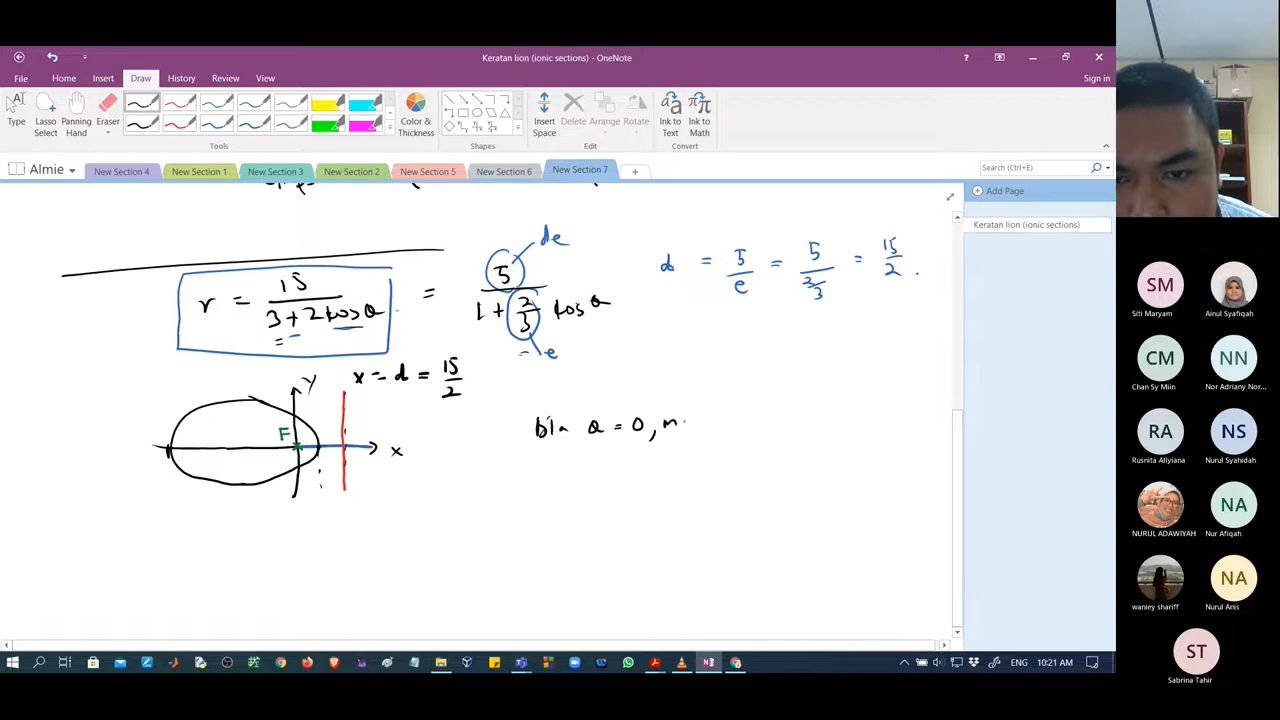 Keratan lion (ionic sections) - OneNote
File Home Insert Draw History Review View
Sign in
Type Lasso Select Panning Hand Eraser Color & Thickness Insert Space Delete Arrange Rotate Ink to Text Ink to Math
Tools Shapes Edit Convert
Almie New Section 4 New Section 1 New Section 3 New Section 2 New Section 5 New Section 6 New Section 7 +
Search (Ctrl+E)
Add Page
Keratan lion (ionic sections)
r = 15/(3+2cosθ) = 5/(1+2/3 cosθ)
de
e
d = 5/e = 5/(2/3) = 15/2.
x = d = 15/2
y
F
x
bla θ = 0, m
SM
Siti Maryam
Ainul Syafiqah
CM
Chan Sy Miin
NN
Nor Adriany Nor...
RA
Rusnita Allyiana
NS
Nurul Syahidah
NURUL ADAWIYAH
NA
Nur Afiqah
waniey shariff
NA
Nurul Anis
ST
Sabrina Tahir
ENG 10:21 AM